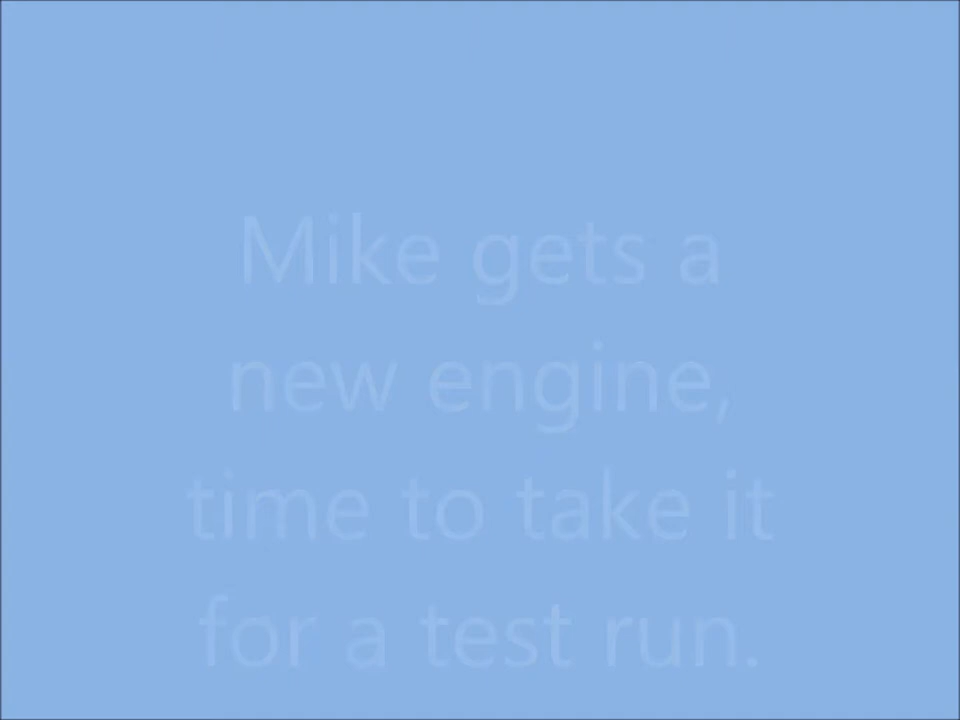 Mike gets a
new engine,
time to take it
for a test run.